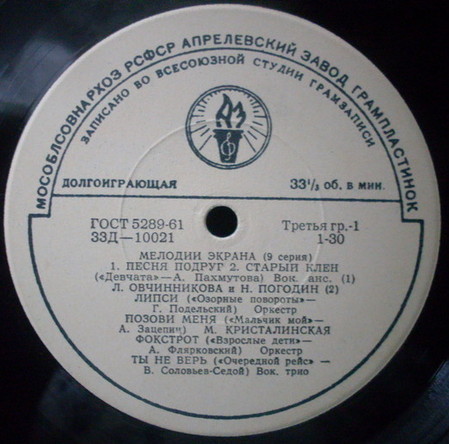 МОСОБЛСОВНАРХОЗ РСФСР АПРЕЛЕВСКИЙ ЗАВОД ГРАМПЛАСТИНОК
ЗАПИСАНО ВО ВСЕСОЮЗНОЙ СТУДИИ ГРАМЗАПИСИ
АЗ
ДОЛГОИГРАЮЩАЯ 33⅓ об. в мин.
ГОСТ 5289-61 Третья гр.-1
33Д—10021 1-30
МЕЛОДИИ ЭКРАНА (9 серия)
1. ПЕСНЯ ПОДРУГ 2. СТАРЫЙ КЛЕН
(«Девчата»—А. Пахмутова) Вок. анс. (1)
Л. ОВЧИННИКОВА и Н. ПОГОДИН (2)
ЛИПСИ («Озорные повороты»—
Г. Подельский) Оркестр
ПОЗОВИ МЕНЯ («Мальчик мой»—
А. Зацепин) М. КРИСТАЛИНСКАЯ
ФОКСТРОТ («Взрослые дети»—
А. Флярковский) Оркестр
ТЫ НЕ ВЕРЬ («Очередной рейс» —
В. Соловьев-Седой) Вок. трио